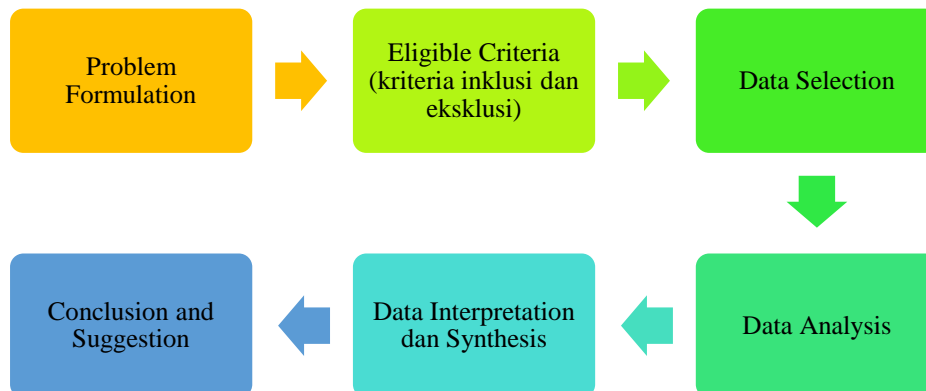 Problem
Formulation
Eligible Criteria
(kriteria inklusi dan
eksklusi)
Data Selection
Data Analysis
Data Interpretation
dan Synthesis
Conclusion and
Suggestion